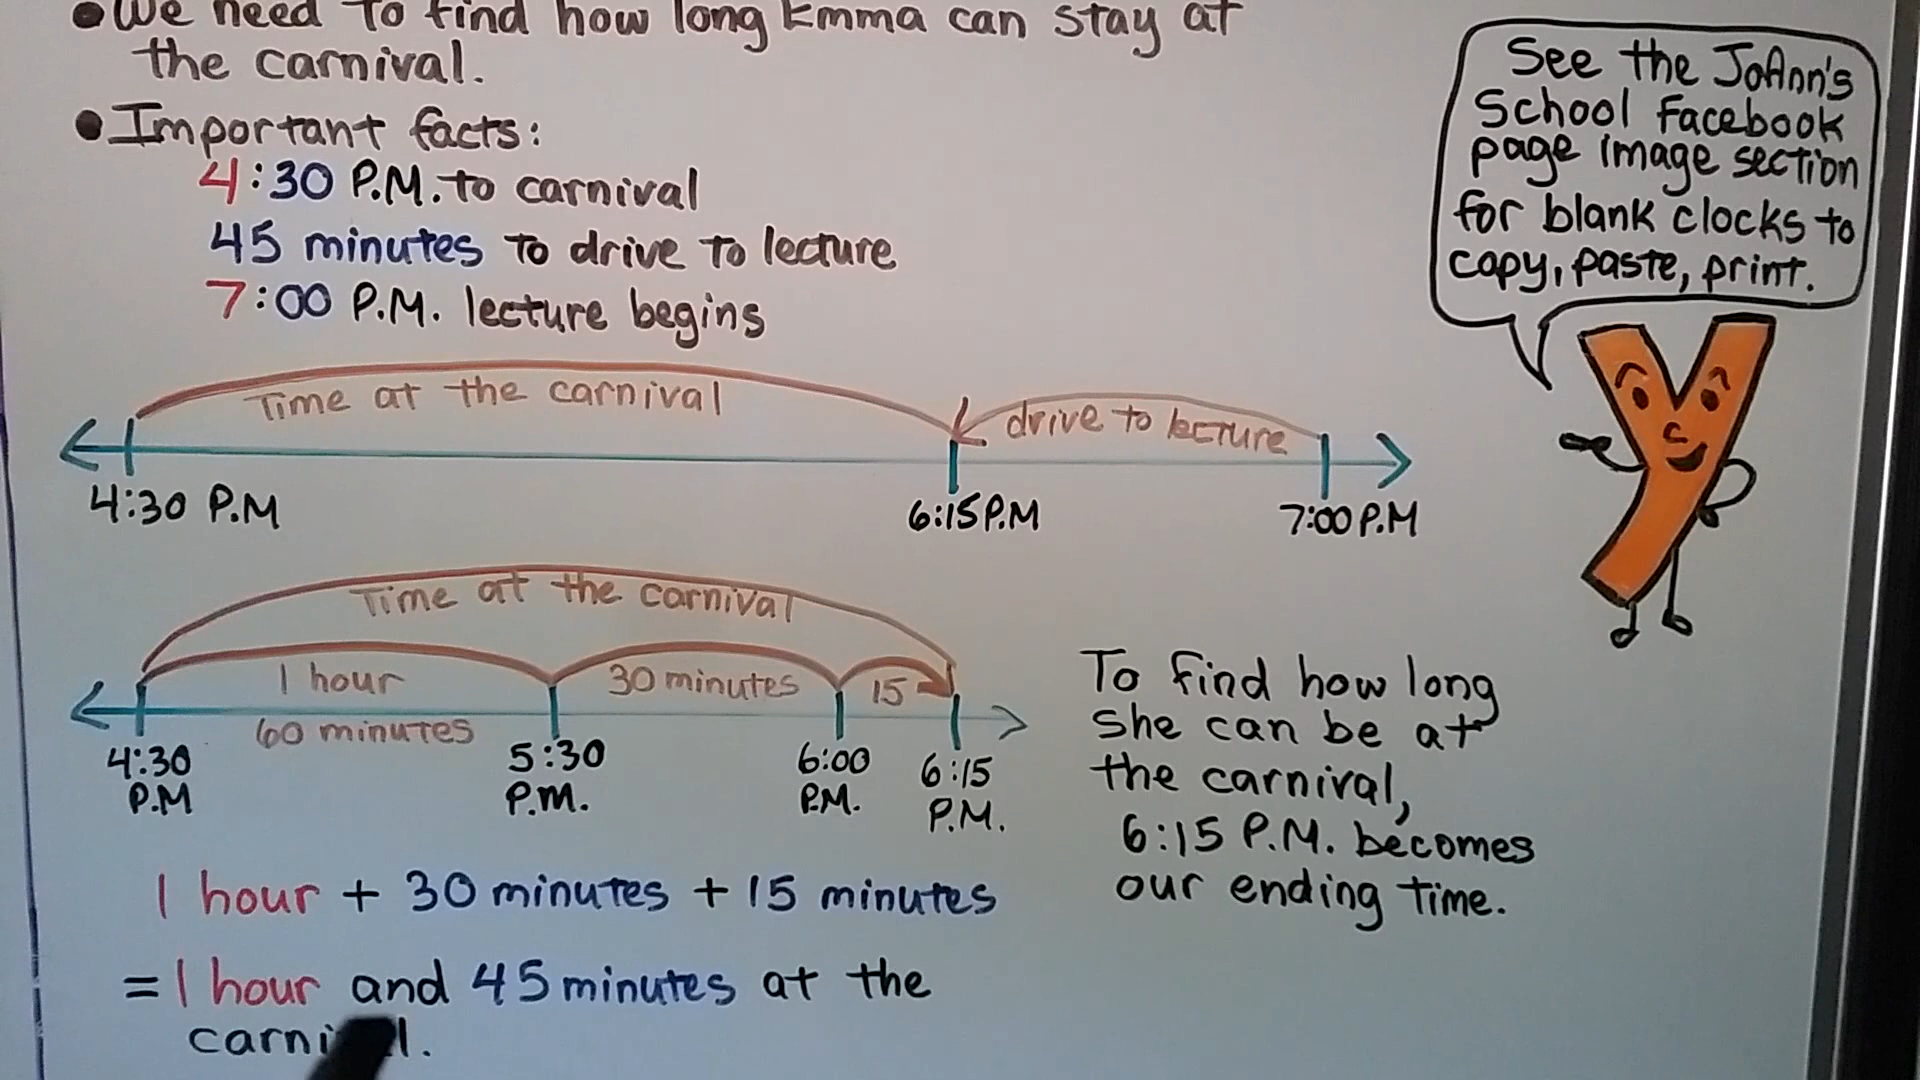 • We need to find how long Emma can stay at
the carnival.
• Important facts:
4:30 P.M. to carnival
45 minutes to drive to lecture
7:00 P.M. lecture begins
See the JoAnn's
School Facebook
page image section
for blank clocks to
copy, paste, print.
Time at the carnival
drive to lecture
4:30 P.M
6:15 P.M
7:00 P.M
Time at the carnival
1 hour
30 minutes
15
60 minutes
4:30
P.M
5:30
P.M.
6:00
P.M.
6:15
P.M.
To find how long
she can be at
the carnival,
6:15 P.M. becomes
our ending time.
1 hour + 30 minutes + 15 minutes
= 1 hour and 45 minutes at the